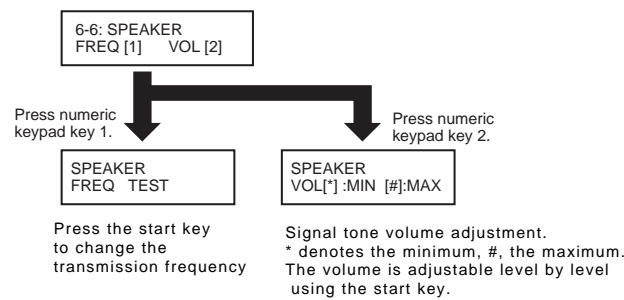 6-6: SPEAKER
FREQ [1] VOL [2]
Press numeric
keypad key 1.
Press numeric
keypad key 2.
SPEAKER
FREQ TEST
SPEAKER
VOL[*] :MIN [#]:MAX
Press the start key
to change the
transmission frequency
Signal tone volume adjustment.
* denotes the minimum, #, the maximum.
The volume is adjustable level by level
using the start key.